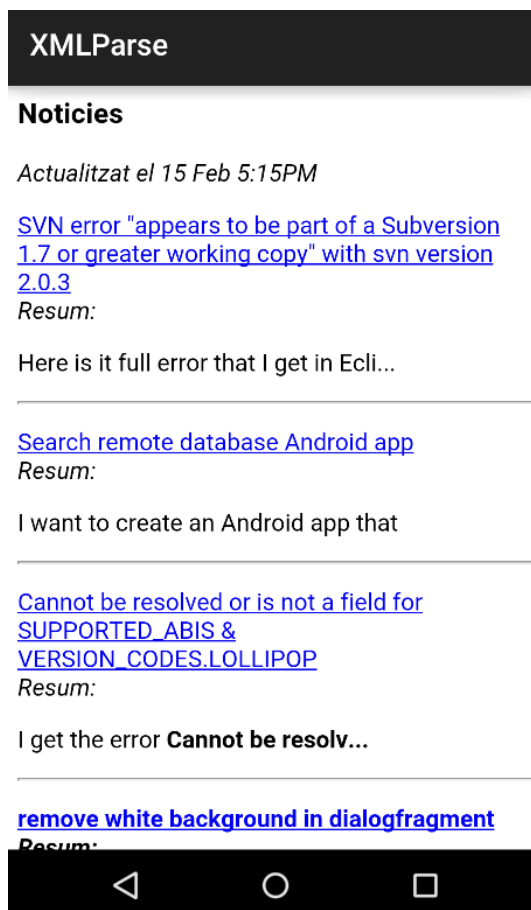 XMLParse
Noticies
Actualitzat el 15 Feb 5:15PM
SVN error "appears to be part of a Subversion
1.7 or greater working copy" with svn version
2.0.3
Resum:
Here is it full error that I get in Ecli...
Search remote database Android app
Resum:
I want to create an Android app that
Cannot be resolved or is not a field for
SUPPORTED_ABIS &
VERSION_CODES.LOLLIPOP
Resum:
I get the error Cannot be resolv...
remove white background in dialogfragment
Resum: